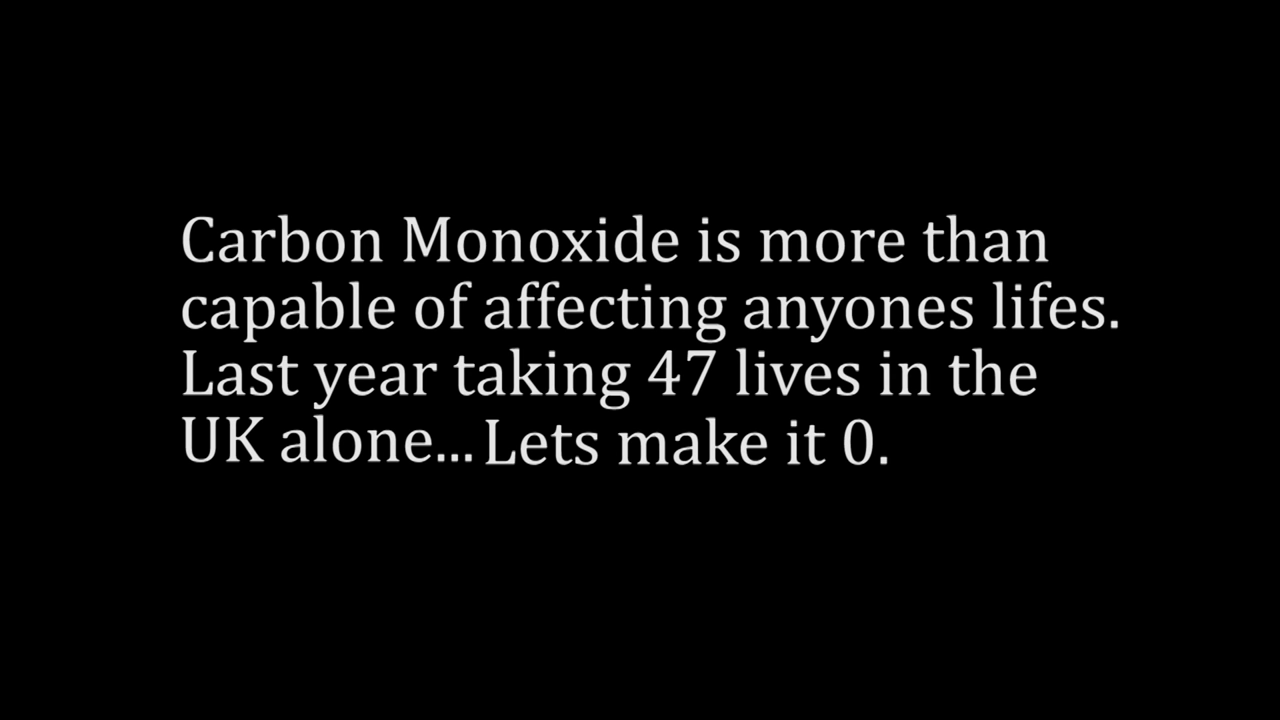 Carbon Monoxide is more than
capable of affecting anyones lifes.
Last year taking 47 lives in the
UK alone... Lets make it 0.